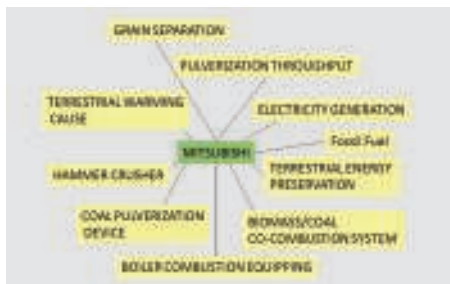 GRAIN SEPARATION
PULVERIZATION THROUGHPUT
TERRESTRIAL WARMING
CAUSE
ELECTRICITY GENERATION
MITSUBISHI
Food Fuel
HAMMER CRUSHER
TERRESTRIAL ENERGY
PRESERVATION
COAL PULVERIZATION
DEVICE
BIOMASS/COAL
CO-COMBUSTION SYSTEM
BOILER COMBUSTION EQUIPPING